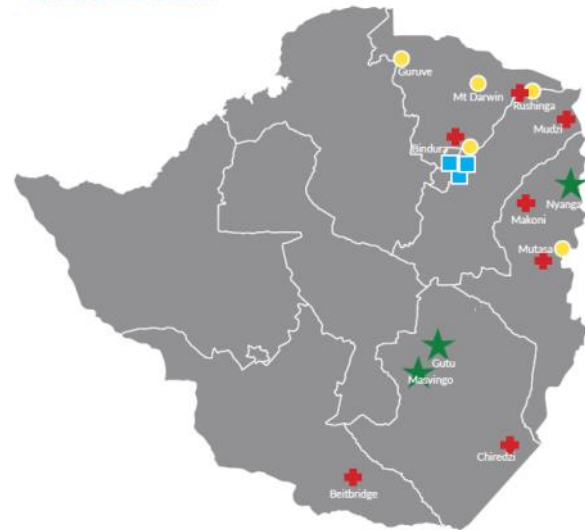 Guruve
Mt Darwin
Rushinga
Mudzi
Bindura
Nyanga
Makoni
Mutasa
Gutu
Masvingo
Chiredzi
Beitbridge